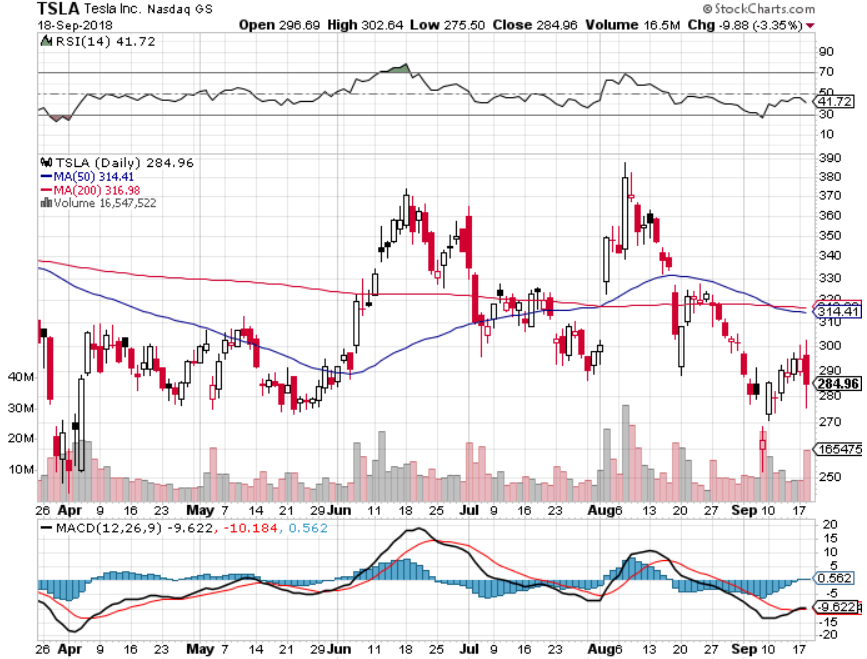 TSLA Tesla Inc. Nasdaq GS © StockCharts.com
18-Sep-2018 Open 296.69 High 302.64 Low 275.50 Close 284.96 Volume 16.5M Chg -9.88 (-3.35%)
RSI(14) 41.72
90
70
50
41.72
30
10
TSLA (Daily) 284.96
MA(50) 314.41
MA(200) 316.98
Volume 16,547,522
390
380
370
360
350
340
330
320
314.41
310
300
290
284.96
280
270
165475
250
40M
30M
20M
10M
26 Apr 9 16 23 May 7 14 21 29 Jun 11 18 25 Jul 9 16 23 Aug 6 13 20 27 Sep 10 17
MACD(12,26,9) -9.622, -10.184, 0.562
20
15
10
5
0.562
-5
-9.622
-15
-20
26 Apr 9 16 23 May 7 14 21 29 Jun 11 18 25 Jul 9 16 23 Aug 6 13 20 27 Sep 10 17